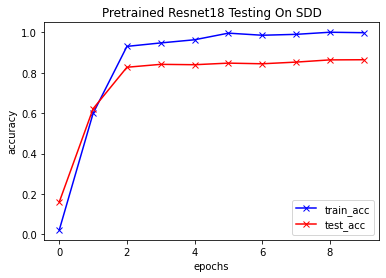 Pretrained Resnet18 Testing On SDD
1.0
0.8
0.6
0.4
0.2
0.0
accuracy
train_acc
test_acc
0 2 4 6 8
epochs